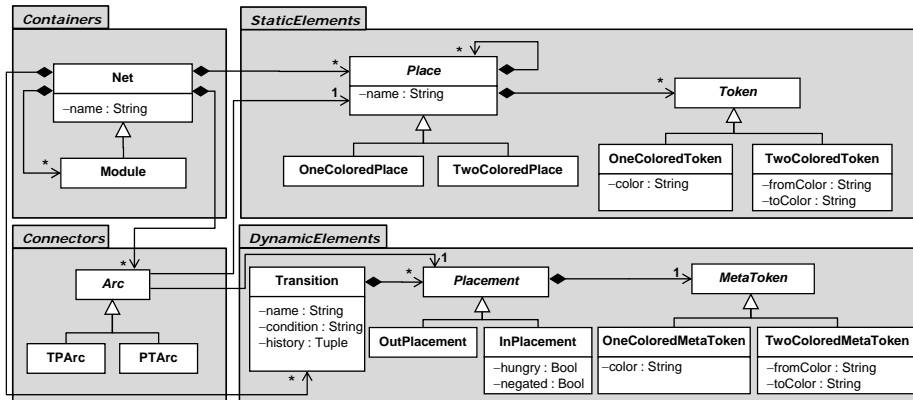 Containers
Net
–name : String
*
Module
StaticElements
*
*
Place
1
–name : String
*
Token
OneColoredPlace
TwoColoredPlace
OneColoredToken
–color : String
TwoColoredToken
–fromColor : String
–toColor : String
Connectors
*
Arc
TPArc
PTArc
DynamicElements
Transition
–name : String
–condition : String
–history : Tuple
*
*
1
Placement
1
MetaToken
OutPlacement
InPlacement
–hungry : Bool
–negated : Bool
OneColoredMetaToken
–color : String
TwoColoredMetaToken
–fromColor : String
–toColor : String